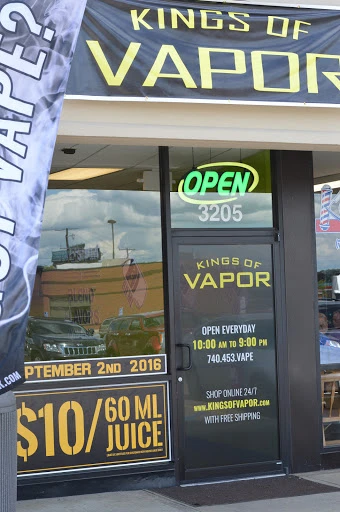 KINGS OF
VAPOR
VAPE?
OPEN
3205
KINGS OF
VAPOR
OPEN EVERYDAY
10:00 AM TO 9:00 PM
740.453.VAPE
SHOP ONLINE 24/7
www.KINGSOFVAPOR.com
WITH FREE SHIPPING
SEPTEMBER 2ND 2016
$10/ 60 ML
JUICE
.COM